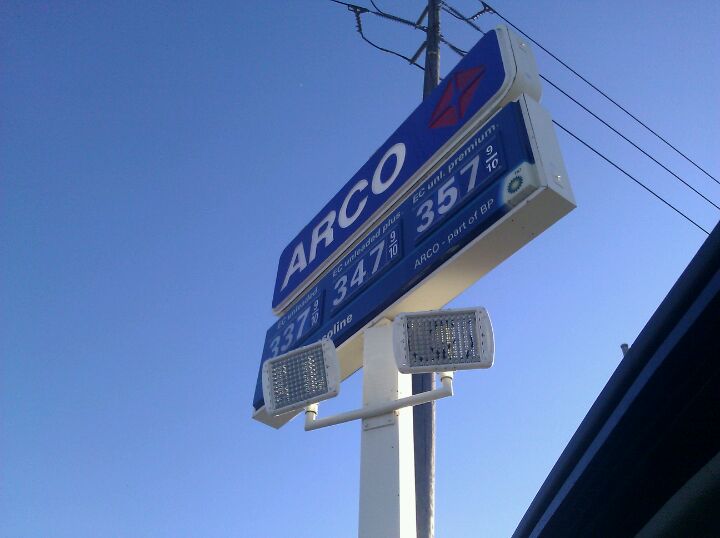 ARCO
EC unleaded
337 9/10
EC unleaded plus
347 9/10
EC unl. premium
357 9/10
ARCO - part of BP
bp